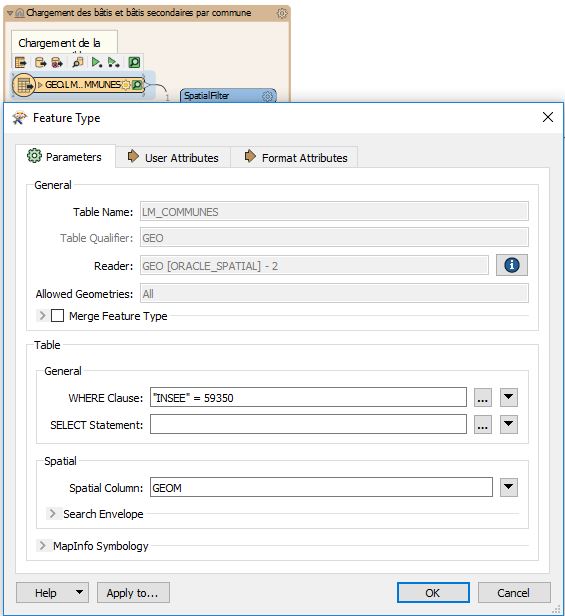 Chargement des bâtis et bâtis secondaires par commune
Chargement de la
GEO.LM...MMUNES
1
SpatialFilter
Feature Type
Parameters
User Attributes
Format Attributes
General
Table Name: LM_COMMUNES
Table Qualifier: GEO
Reader: GEO [ORACLE_SPATIAL] - 2
Allowed Geometries: All
Merge Feature Type
Table
General
WHERE Clause: "INSEE" = 59350 ...
SELECT Statement: ...
Spatial
Spatial Column: GEOM
Search Envelope
MapInfo Symbology
Help Apply to... OK Cancel